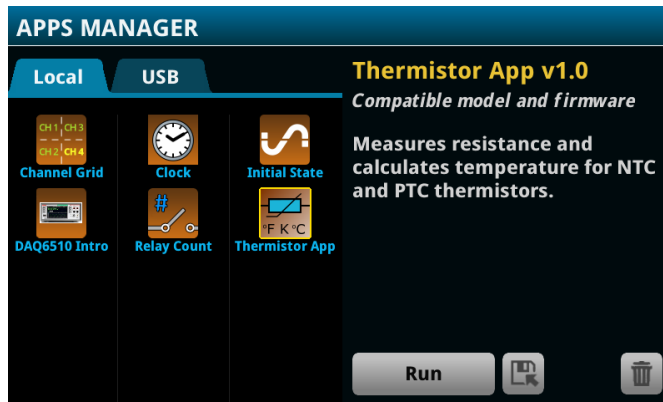 APPS MANAGER
Local
USB
CH1 CH3
CH2 CH4
Channel Grid
Clock
Initial State
DAQ6510 Intro
#
Relay Count
°F K °C
Thermistor App
Thermistor App v1.0
Compatible model and firmware
Measures resistance and
calculates temperature for NTC
and PTC thermistors.
Run